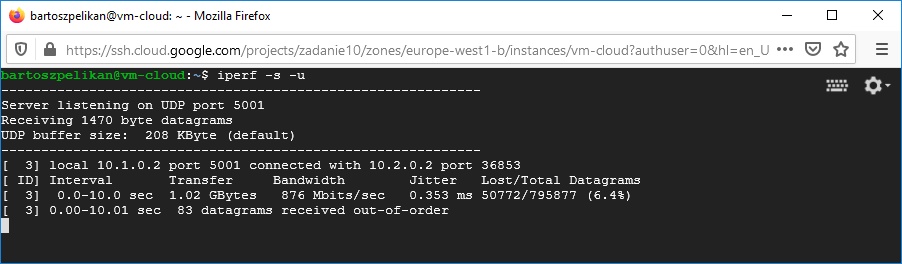 bartoszpelikan@vm-cloud: ~ - Mozilla Firefox
https://ssh.cloud.google.com/projects/zadanie10/zones/europe-west1-b/instances/vm-cloud?authuser=0&hl=en_U
bartoszpelikan@vm-cloud:~$ iperf -s -u
------------------------------------------------------------
Server listening on UDP port 5001
Receiving 1470 byte datagrams
UDP buffer size:  208 KByte (default)
------------------------------------------------------------
[  3] local 10.1.0.2 port 5001 connected with 10.2.0.2 port 36853
[ ID] Interval       Transfer     Bandwidth        Jitter   Lost/Total Datagrams
[  3]  0.0-10.0 sec  1.02 GBytes   876 Mbits/sec   0.353 ms 50772/795877 (6.4%)
[  3] 0.00-10.01 sec  83 datagrams received out-of-order